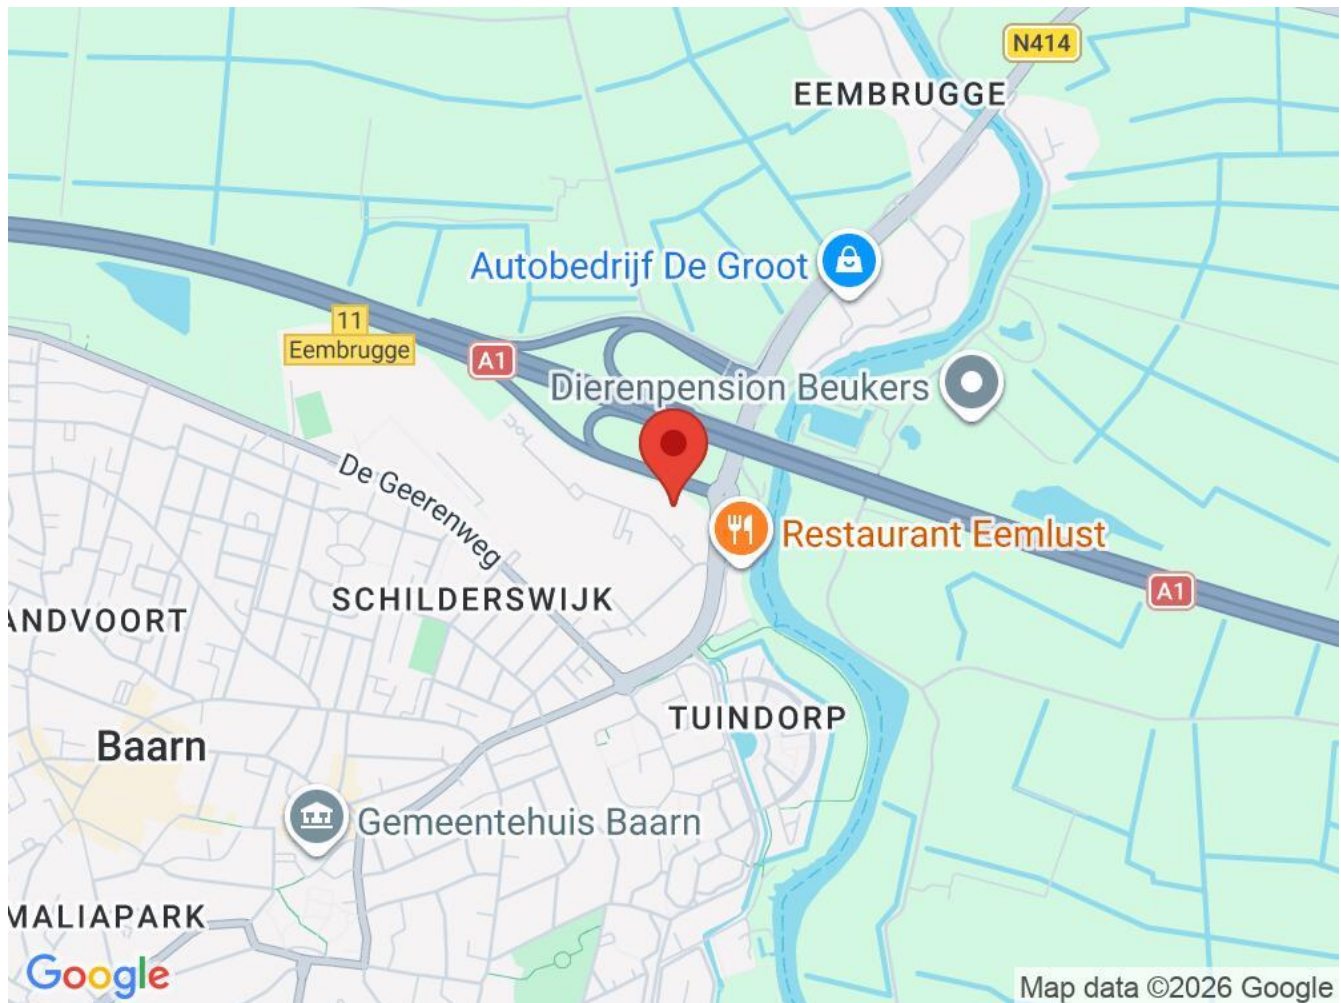 N414
EEMBRUGGE
Autobedrijf De Groot
11
Eembrugge
A1
Dierenpension Beukers
De Geerenweg
Restaurant Eemlust
A1
SCHILDERSWIJK
ANDVOORT
TUINDORP
Baarn
Gemeentehuis Baarn
MALIAPARK
Google
Map data ©2026 Google